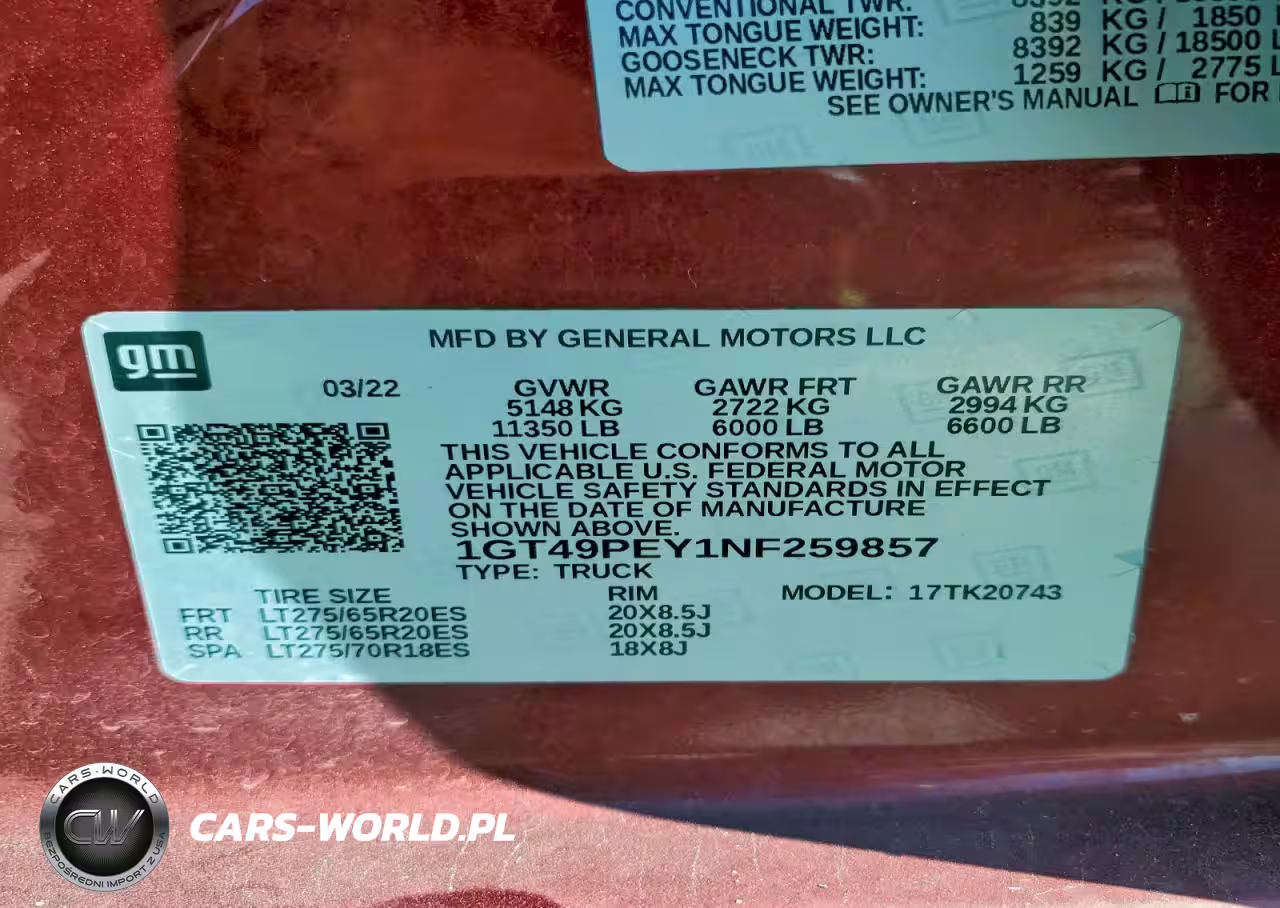 CONVENTIONAL TWR:
MAX TONGUE WEIGHT: 839 KG / 1850
GOOSENECK TWR: 8392 KG / 18500 L
MAX TONGUE WEIGHT: 1259 KG / 2775 L
SEE OWNER'S MANUAL FOR
gm
MFD BY GENERAL MOTORS LLC
03/22 GVWR GAWR FRT GAWR RR
5148 KG 2722 KG 2994 KG
11350 LB 6000 LB 6600 LB
THIS VEHICLE CONFORMS TO ALL
APPLICABLE U.S. FEDERAL MOTOR
VEHICLE SAFETY STANDARDS IN EFFECT
ON THE DATE OF MANUFACTURE
SHOWN ABOVE.
1GT49PEY1NF259857
TYPE: TRUCK
TIRE SIZE RIM MODEL: 17TK20743
FRT LT275/65R20ES 20X8.5J
RR LT275/65R20ES 20X8.5J
SPA LT275/70R18ES 18X8J
CARS-WORLD
CW
BEZPOŚREDNI IMPORT Z USA
CARS-WORLD.PL